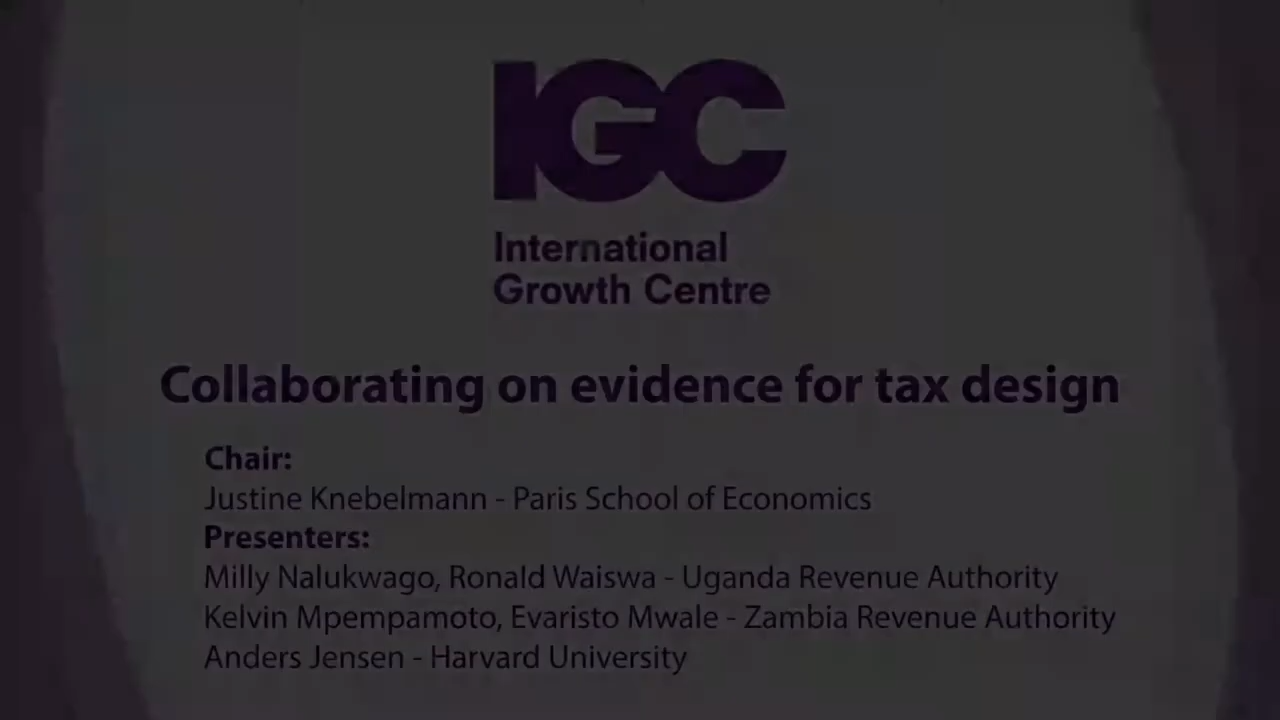 IGC
International
Growth Centre
Collaborating on evidence for tax design
Chair:
Justine Knebelmann - Paris School of Economics
Presenters:
Milly Nalukwago, Ronald Waiswa - Uganda Revenue Authority
Kelvin Mpempamoto, Evaristo Mwale - Zambia Revenue Authority
Anders Jensen - Harvard University